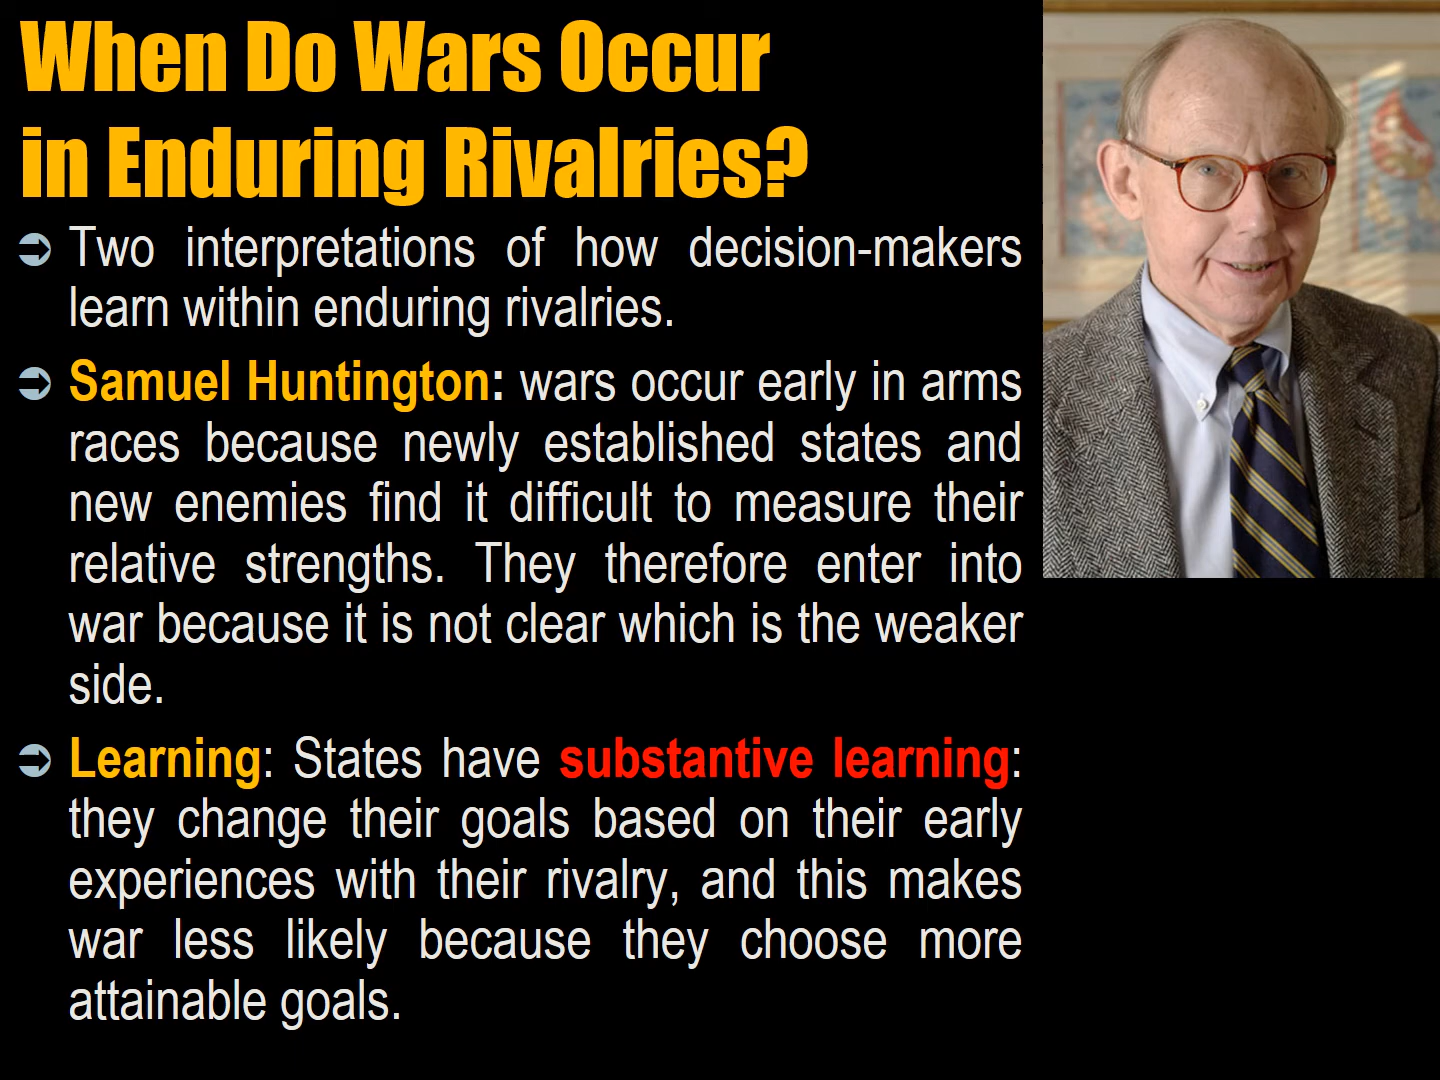 When Do Wars Occur
in Enduring Rivalries?
Two interpretations of how decision-makers
learn within enduring rivalries.
Samuel Huntington: wars occur early in arms
races because newly established states and
new enemies find it difficult to measure their
relative strengths. They therefore enter into
war because it is not clear which is the weaker
side.
Learning: States have substantive learning:
they change their goals based on their early
experiences with their rivalry, and this makes
war less likely because they choose more
attainable goals.